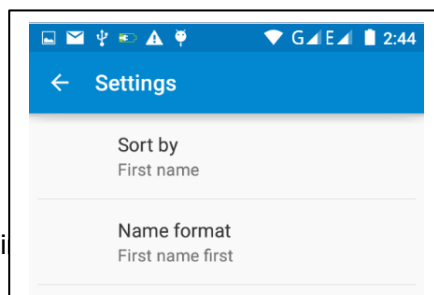 G E 2:44
Settings
Sort by
First name
Name format
First name first